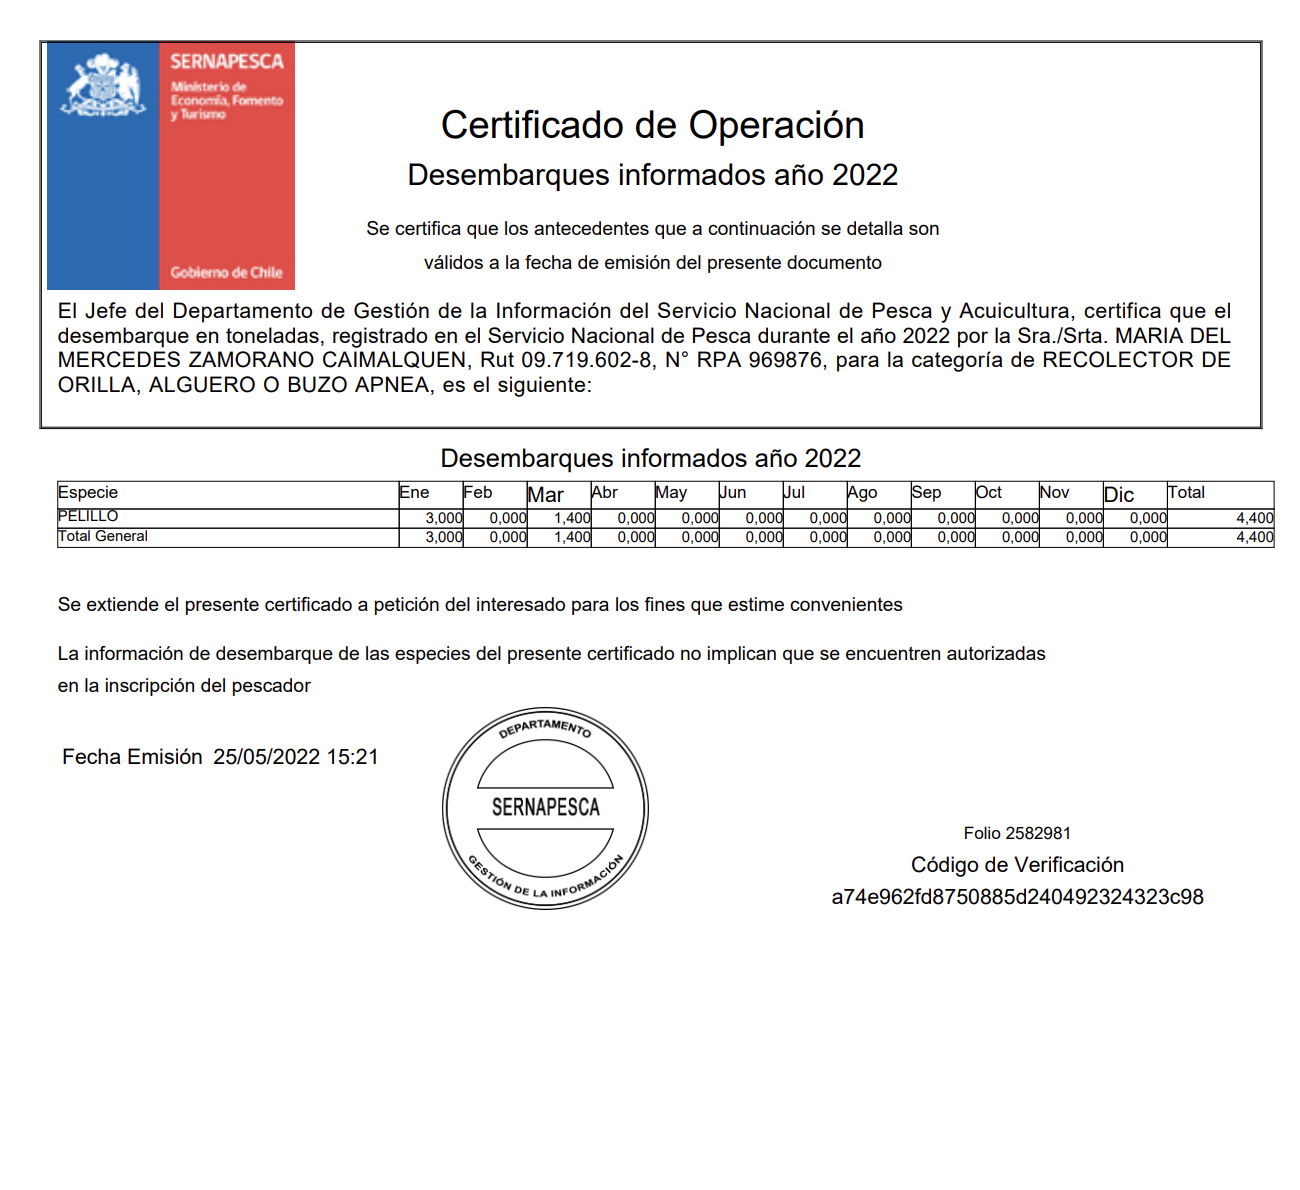 SERNAPESCA
Ministerio de
Economía, Fomento
y Turismo
Gobierno de Chile
Certificado de Operación
Desembarques informados año 2022
Se certifica que los antecedentes que a continuación se detalla son
válidos a la fecha de emisión del presente documento
El Jefe del Departamento de Gestión de la Información del Servicio Nacional de Pesca y Acuicultura, certifica que el
desembarque en toneladas, registrado en el Servicio Nacional de Pesca durante el año 2022 por la Sra./Srta. MARIA DEL
MERCEDES ZAMORANO CAIMALQUEN, Rut 09.719.602-8, N° RPA 969876, para la categoría de RECOLECTOR DE
ORILLA, ALGUERO O BUZO APNEA, es el siguiente:
Desembarques informados año 2022
Especie Ene Feb Mar Abr May Jun Jul Ago Sep Oct Nov Dic Total
PELILLO 3,000 0,000 1,400 0,000 0,000 0,000 0,000 0,000 0,000 0,000 0,000 0,000 4,400
Total General 3,000 0,000 1,400 0,000 0,000 0,000 0,000 0,000 0,000 0,000 0,000 0,000 4,400
Se extiende el presente certificado a petición del interesado para los fines que estime convenientes
La información de desembarque de las especies del presente certificado no implican que se encuentren autorizadas
en la inscripción del pescador
Fecha Emisión 25/05/2022 15:21
DEPARTAMENTO
SERNAPESCA
GESTIÓN DE LA INFORMACIÓN
Folio 2582981
Código de Verificación
a74e962fd8750885d240492324323c98